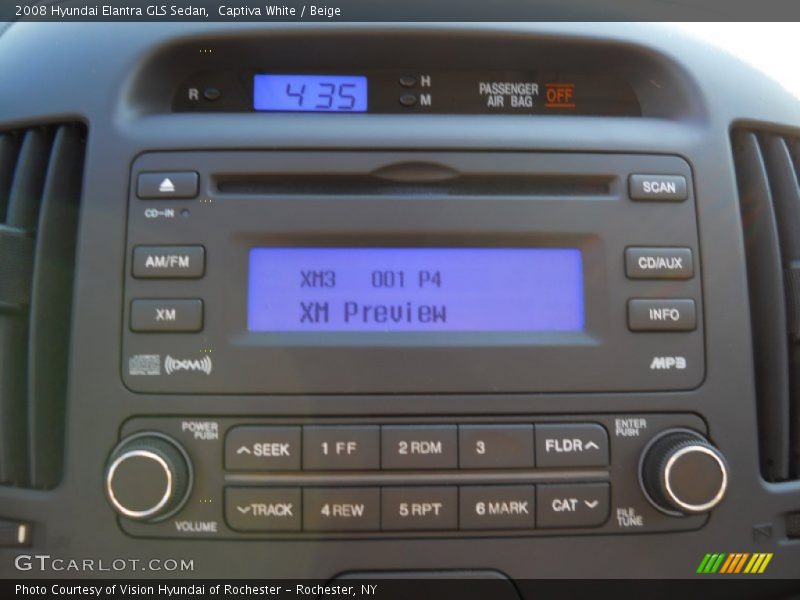 2008 Hyundai Elantra GLS Sedan, Captiva White / Beige
R 4:35 H
M
PASSENGER
AIR BAG OFF
SCAN
CD-IN
AM/FM
CD/AUX
XM3 001 P4
XM Preview
XM
INFO
XM
MP3
POWER
PUSH
ENTER
PUSH
SEEK 1 FF 2 RDM 3 FLDR
TRACK 4 REW 5 RPT 6 MARK CAT
VOLUME
FILE
TUNE
GTCARLOT.COM
Photo Courtesy of Vision Hyundai of Rochester – Rochester, NY